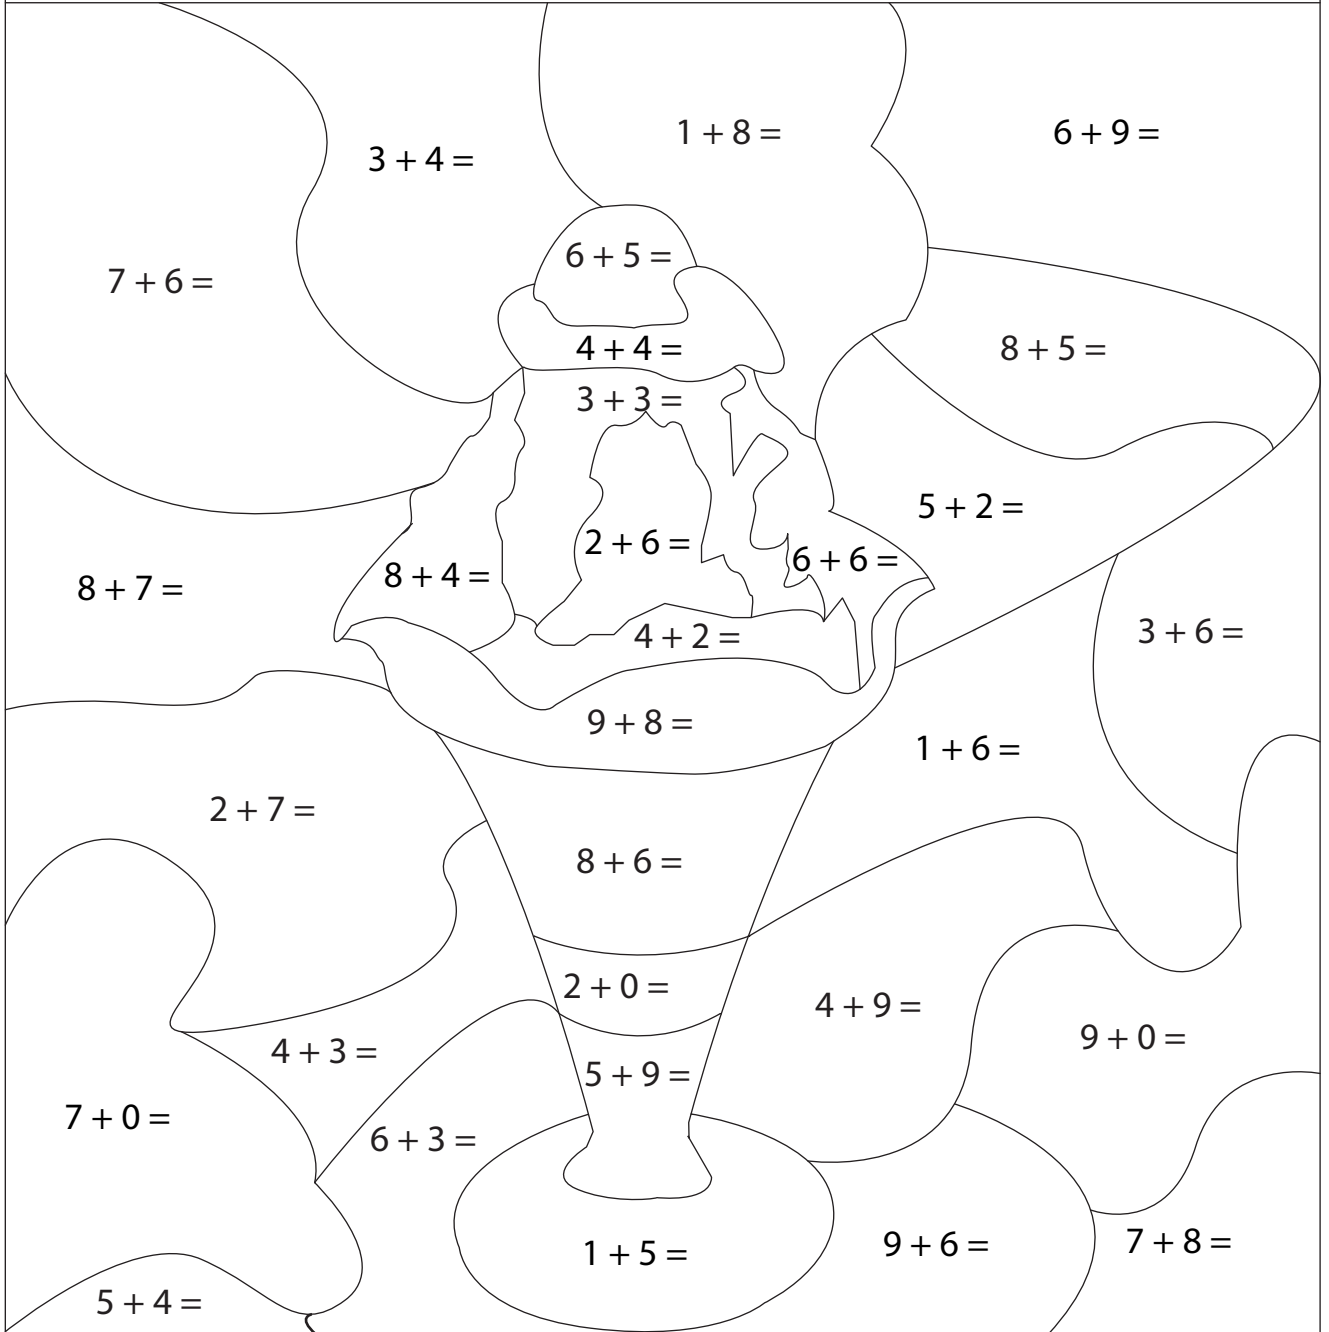 1 + 8 =
6 + 9 =
3 + 4 =
6 + 5 =
7 + 6 =
4 + 4 =
8 + 5 =
3 + 3 =
5 + 2 =
2 + 6 =
6 + 6 =
8 + 4 =
8 + 7 =
4 + 2 =
3 + 6 =
9 + 8 =
1 + 6 =
2 + 7 =
8 + 6 =
2 + 0 =
4 + 9 =
9 + 0 =
4 + 3 =
5 + 9 =
7 + 0 =
6 + 3 =
1 + 5 =
9 + 6 =
7 + 8 =
5 + 4 =